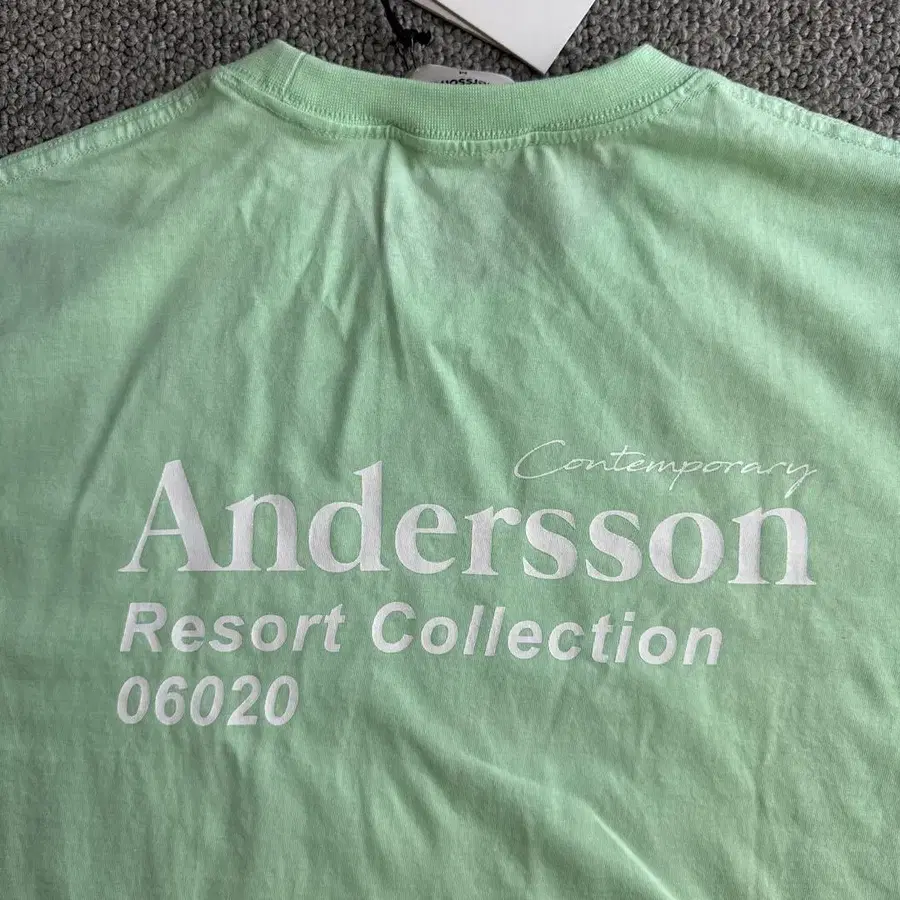 Contemporary
Andersson
Resort Collection
06020